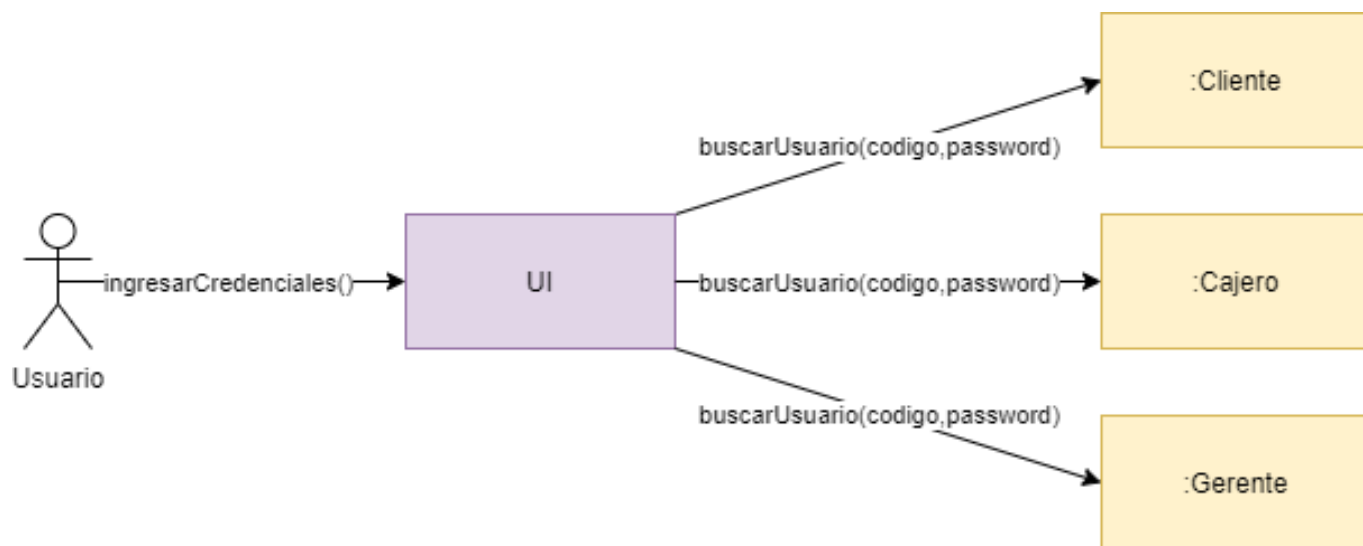 :Cliente
buscarUsuario(codigo,password)
ingresarCredenciales()
UI
buscarUsuario(codigo,password)
:Cajero
Usuario
buscarUsuario(codigo,password)
:Gerente